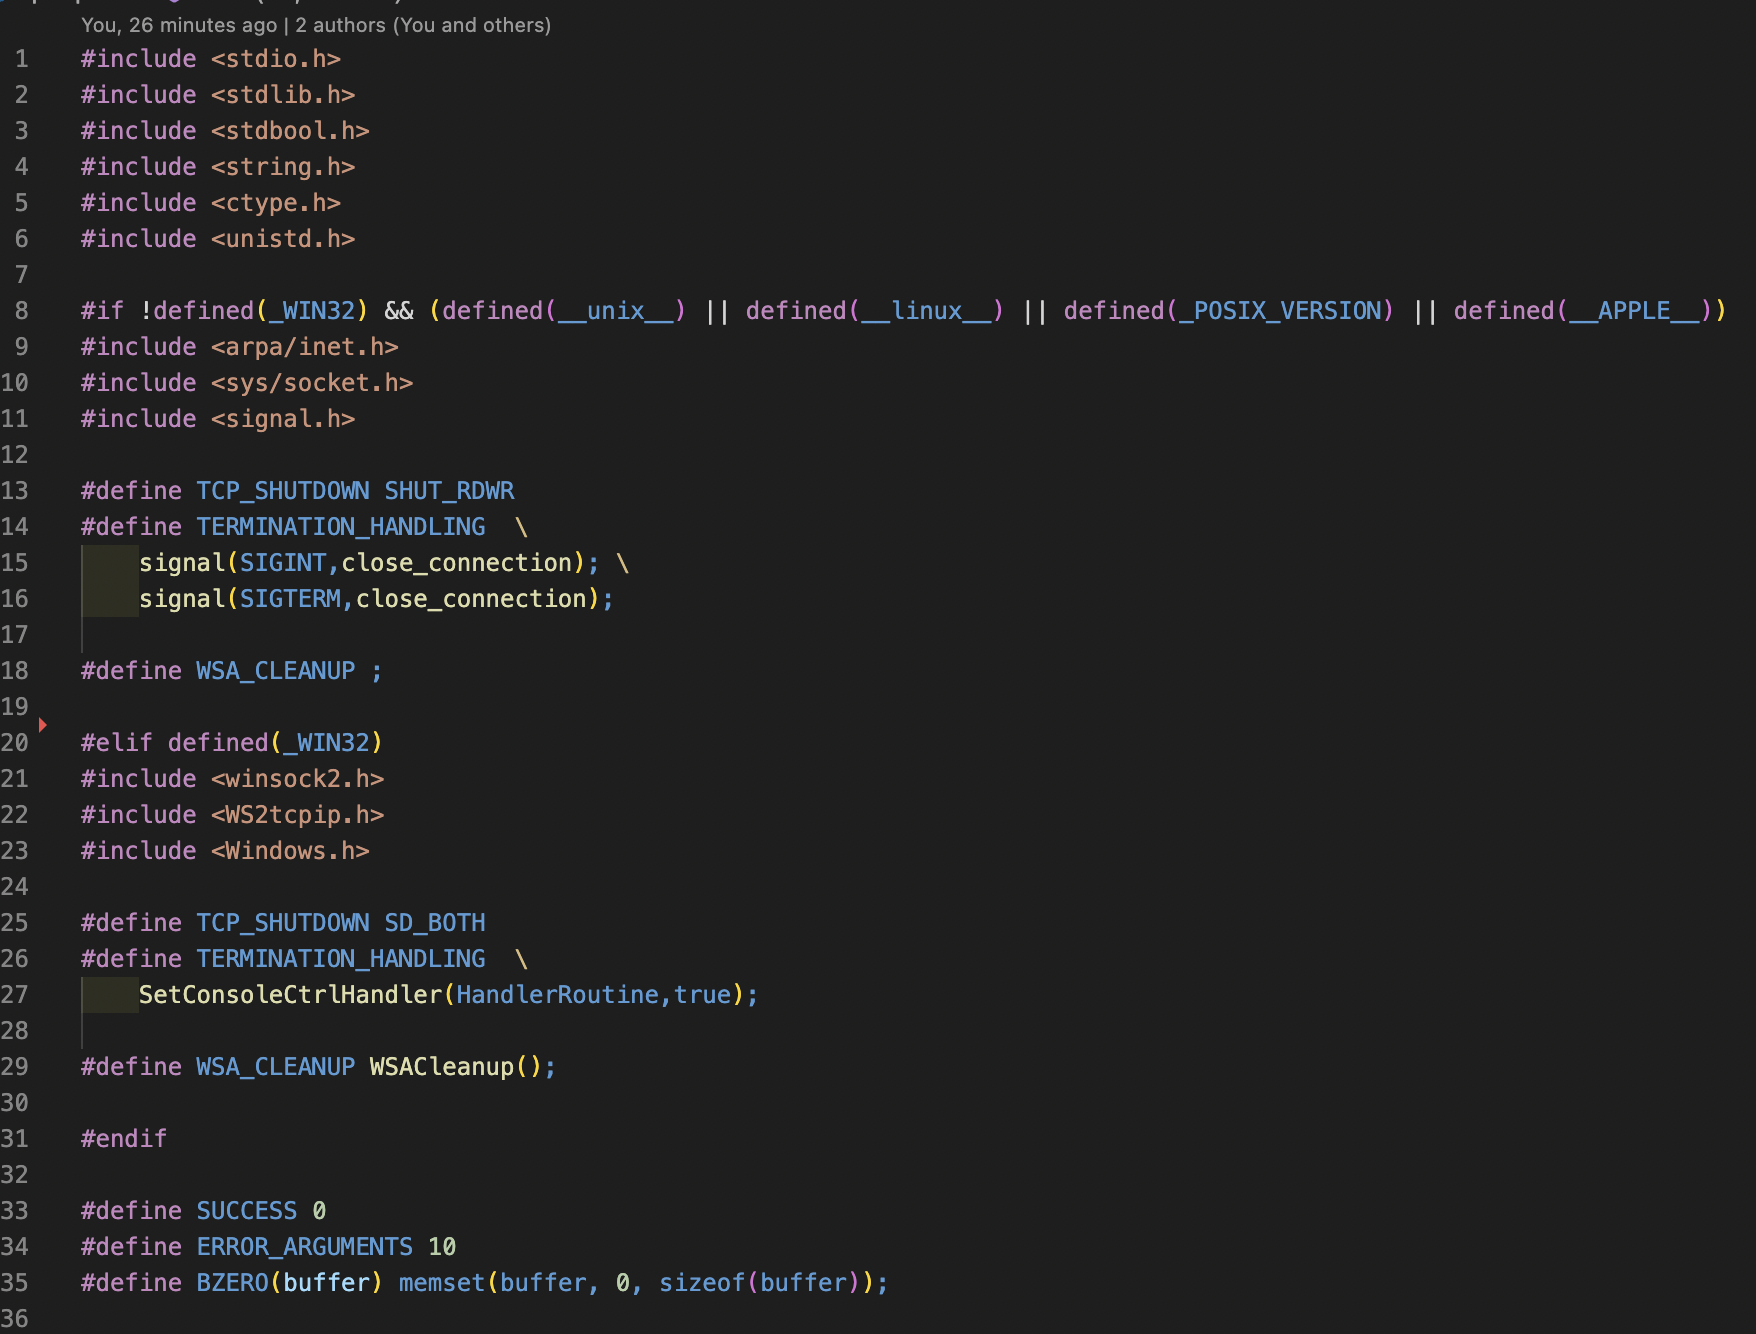 You, 26 minutes ago | 2 authors (You and others)
1 #include <stdio.h>
2 #include <stdlib.h>
3 #include <stdbool.h>
4 #include <string.h>
5 #include <ctype.h>
6 #include <unistd.h>
7
8 #if !defined(_WIN32) && (defined(__unix__) || defined(__linux__) || defined(_POSIX_VERSION) || defined(__APPLE__))
9 #include <arpa/inet.h>
10 #include <sys/socket.h>
11 #include <signal.h>
12
13 #define TCP_SHUTDOWN SHUT_RDWR
14 #define TERMINATION_HANDLING  \
15     signal(SIGINT,close_connection); \
16     signal(SIGTERM,close_connection);
17
18 #define WSA_CLEANUP ;
19
20 #elif defined(_WIN32)
21 #include <winsock2.h>
22 #include <WS2tcpip.h>
23 #include <Windows.h>
24
25 #define TCP_SHUTDOWN SD_BOTH
26 #define TERMINATION_HANDLING  \
27     SetConsoleCtrlHandler(HandlerRoutine,true);
28
29 #define WSA_CLEANUP WSACleanup();
30
31 #endif
32
33 #define SUCCESS 0
34 #define ERROR_ARGUMENTS 10
35 #define BZERO(buffer) memset(buffer, 0, sizeof(buffer));
36